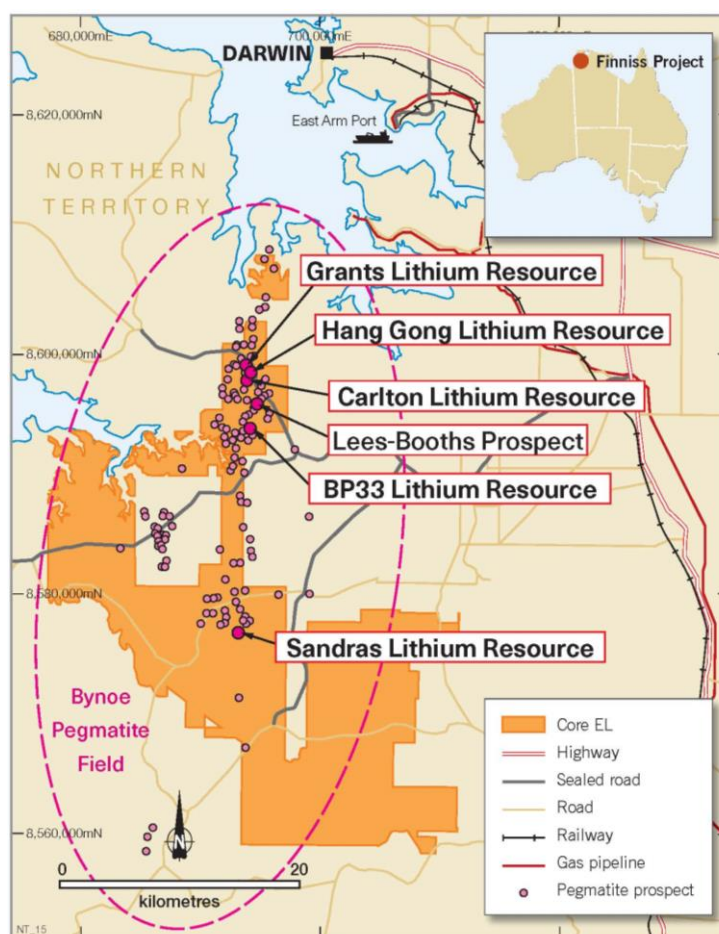 680,000mE
700,000mE
DARWIN
Finniss Project
8,620,000mN
East Arm Port
NORTHERN
TERRITORY
Grants Lithium Resource
Hang Gong Lithium Resource
8,600,000mN
Carlton Lithium Resource
Lees-Booths Prospect
BP33 Lithium Resource
8,580,000mN
Sandras Lithium Resource
Bynoe
Pegmatite
Field
Core EL
Highway
Sealed road
Road
Railway
Gas pipeline
Pegmatite prospect
8,560,000mN
N
0
20
kilometres
NT_15